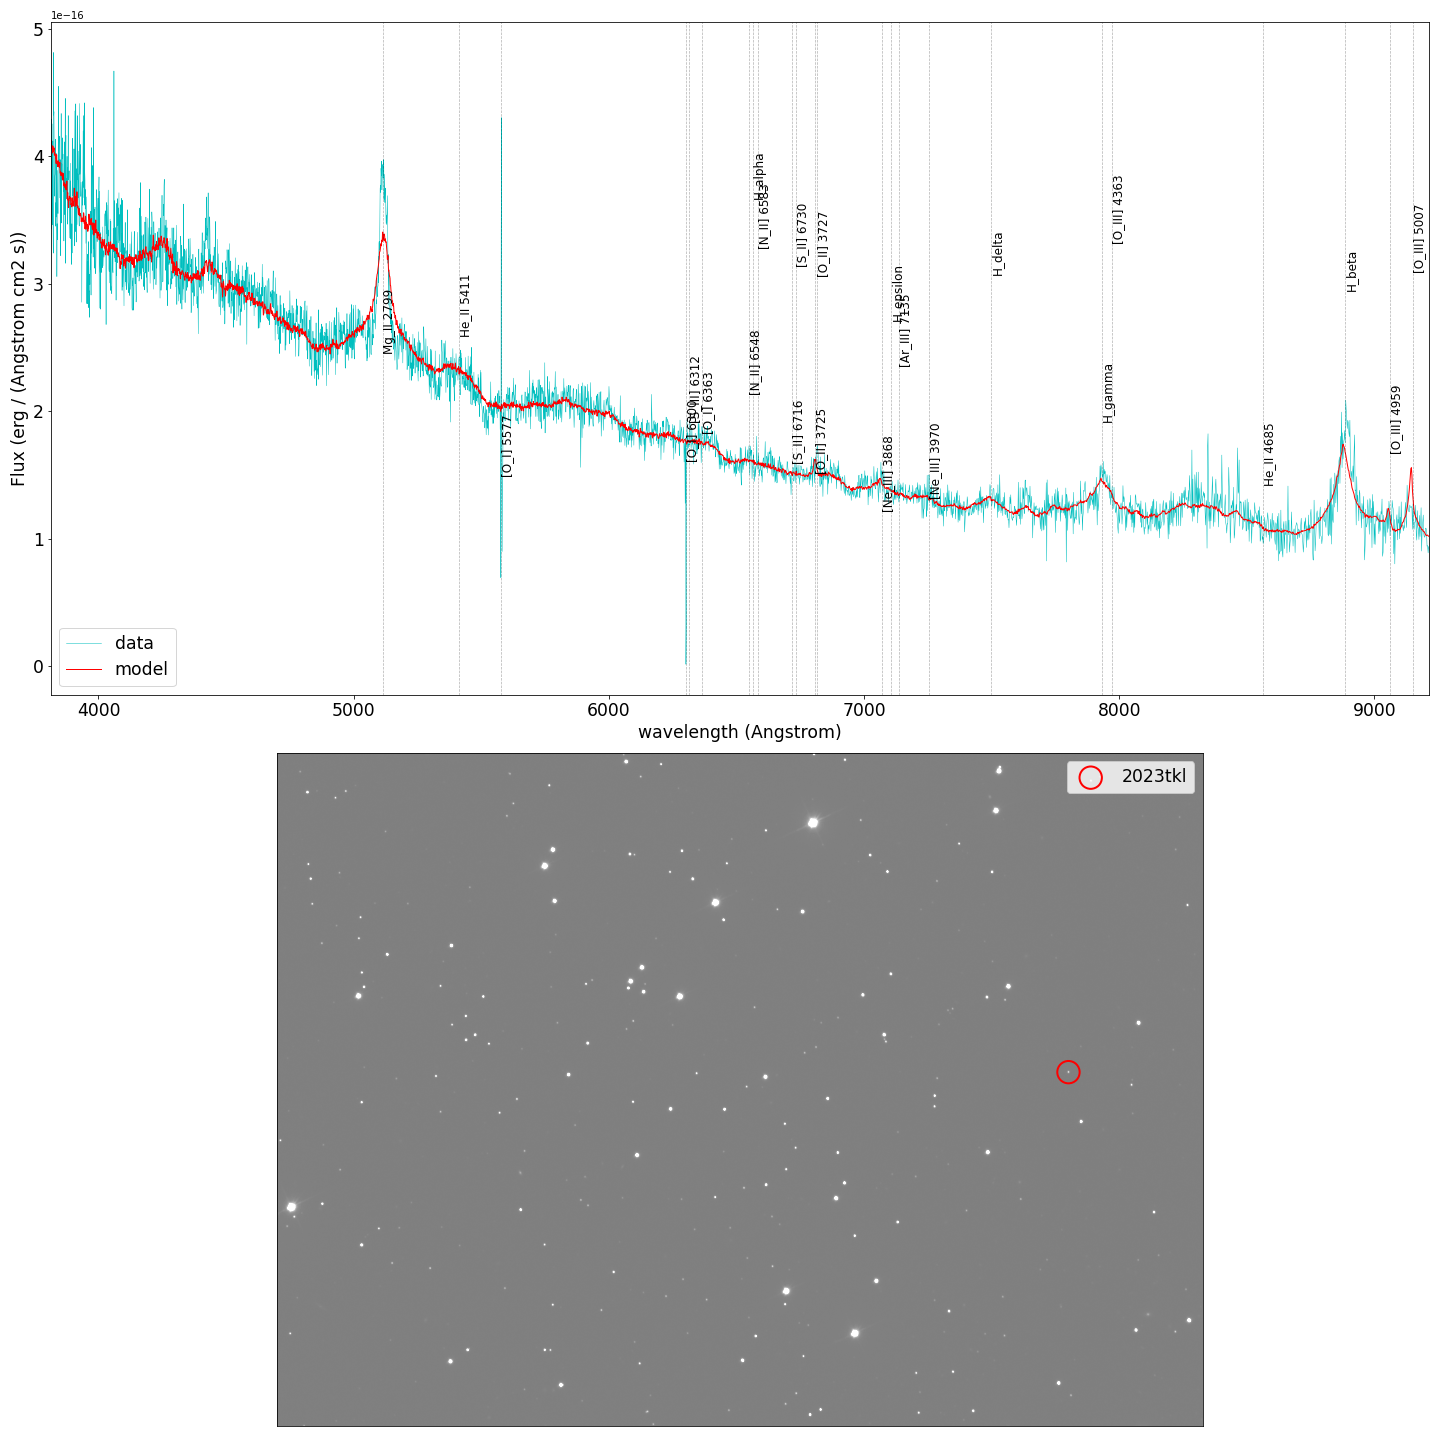 1e−16
Flux (erg / (Angstrom cm2 s))
5
4
3
2
1
0
Mg_II 2799
He_II 5411
[O_I] 5577
[O_I] 6300
6312
[O_I] 6363
[N_II] 6548
H_alpha
[N_II] 6583
[S_II] 6716
[S_II] 6730
[O_II] 3725
[O_II] 3727
[Ne_III] 3868
H_epsilon
[Ar_III] 7135
[Ne_III] 3970
H_delta
H_gamma
[O_III] 4363
He_II 4685
H_beta
[O_III] 4959
[O_III] 5007
data
model
4000
5000
6000
7000
8000
9000
wavelength (Angstrom)
2023tkl